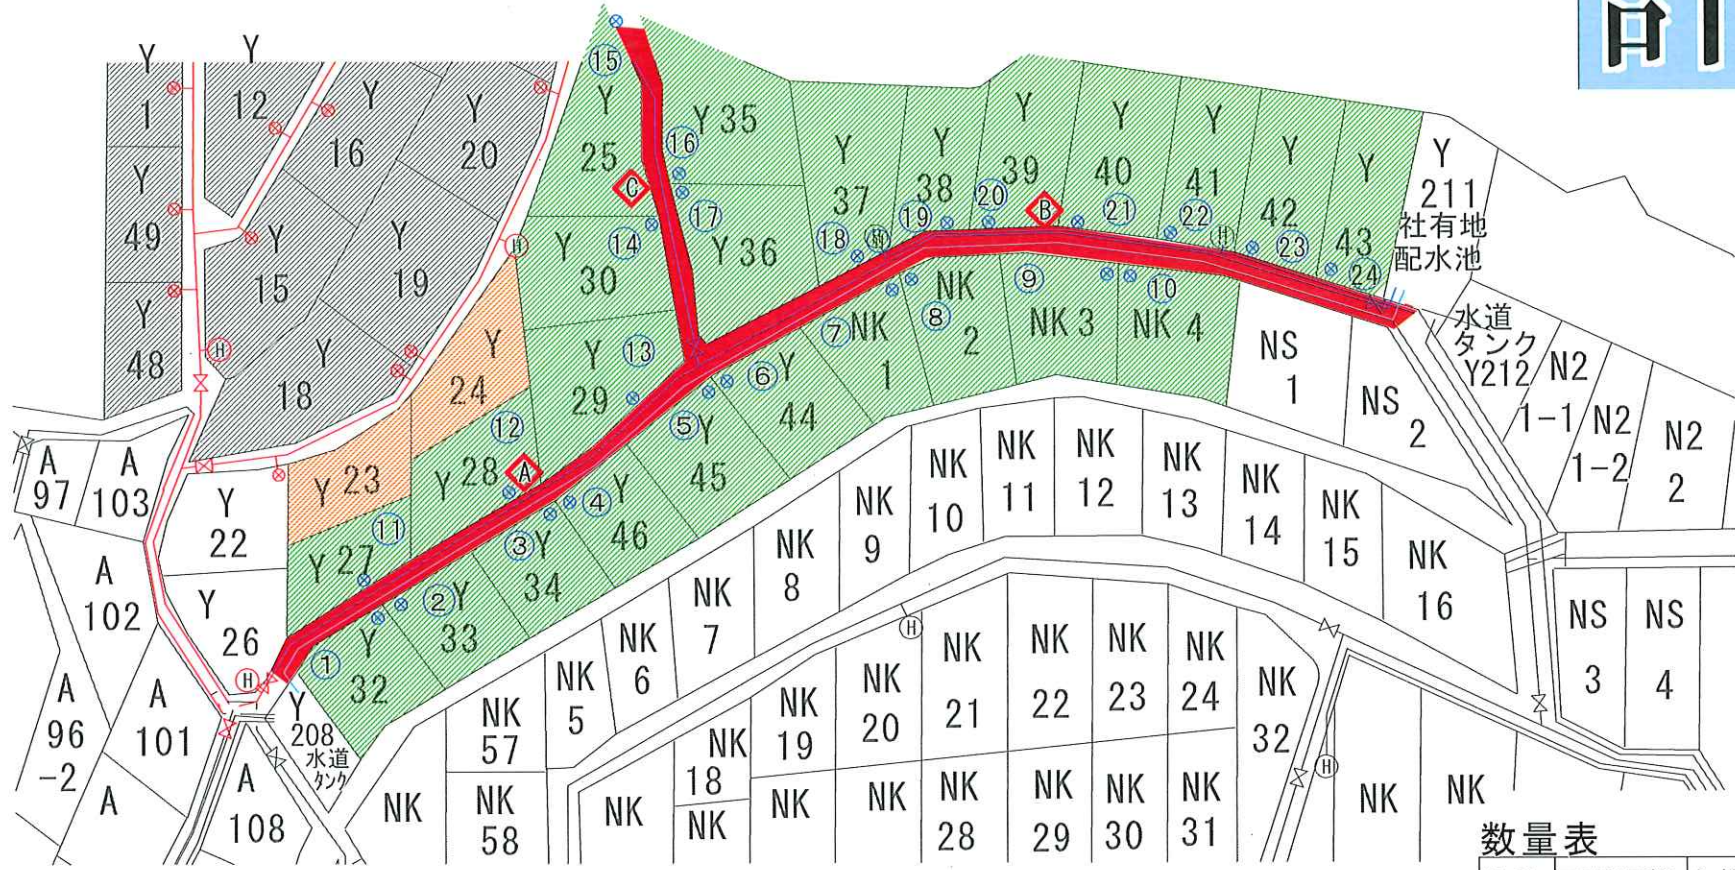 Y
1
Y
12
Y
16
Y
20
Y
49
Y
48
Y
15
Y
19
Y
18
Ⓗ
Ⓗ
Y
24
Y 23
⑮
Y
25
Y 35
⑯
C
⑰
⑭
Y
30
Y 36
Y
37
⑱
Y
38
⑲
Y
39
⑳
B
Y
40
㉑
Y
41
㉒
Ⓗ
Y
42
㉓
Y
43
㉔
Y
211
社有地
配水池
水道
タンク
Y212
Y
29
⑬
⑫
Y
28
A
⑪
Y 27
①
②
③
④
⑤
⑥
⑦
⑧
⑨
⑩
Y
32
Y
33
Y
34
Y
46
Y
45
Y
44
NK
1
NK
2
NK 3
NK 4
NS
1
NS
2
N2
1-1
N2
1-2
N2
2
A
97
A
103
Y
22
Y
26
Ⓗ
A
102
A
96
-2
A
101
A
A
108
Y
208
水道
タンク
NK
5
NK
6
NK
7
NK
8
NK
9
NK
10
NK
11
NK
12
NK
13
NK
14
NK
15
NK
16
NS
3
NS
4
Ⓗ
NK
57
NK
58
NK
NK
18
NK
19
NK
20
NK
21
NK
22
NK
23
NK
24
NK
32
Ⓗ
NK
NK
NK
NK
NK
28
NK
29
NK
30
NK
31
NK
NK
数量表